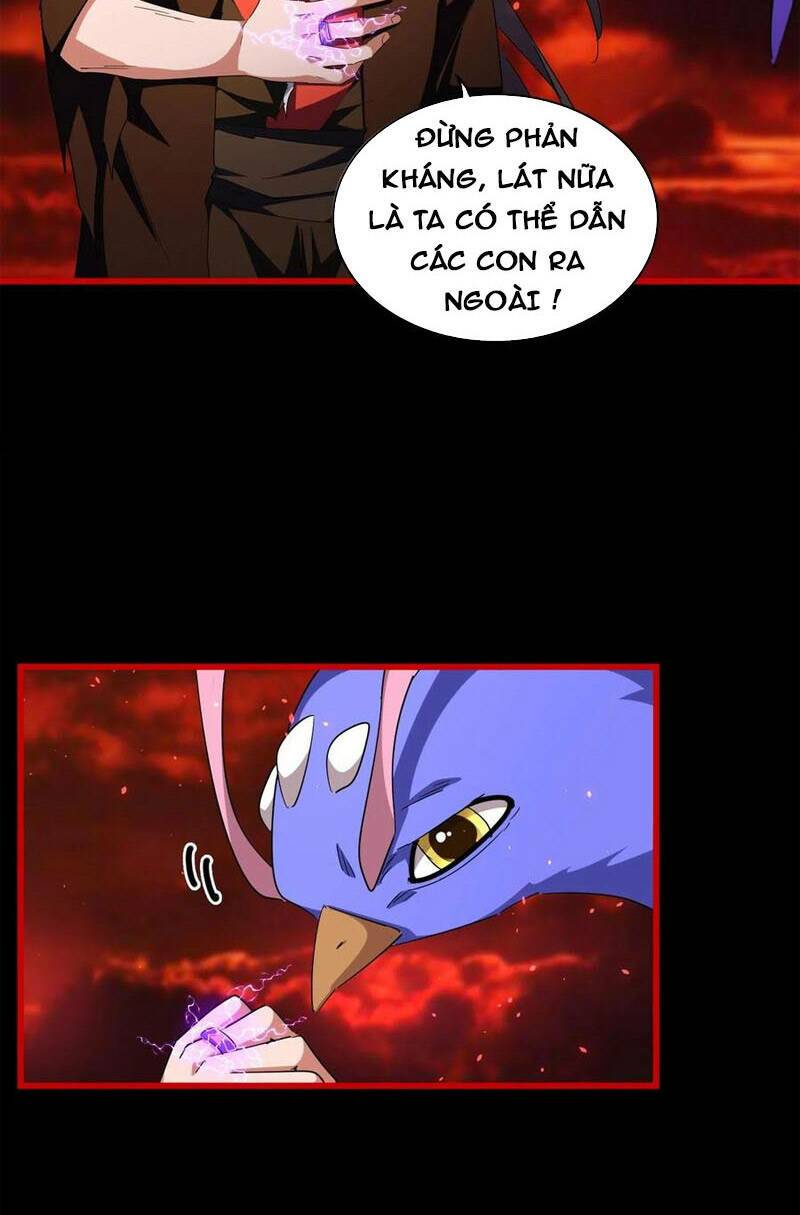 ĐỪNG PHẢN
KHÁNG, LÁT NỮA
LÀ TA CÓ THỂ DẪN
CÁC CON RA
NGOÀI !